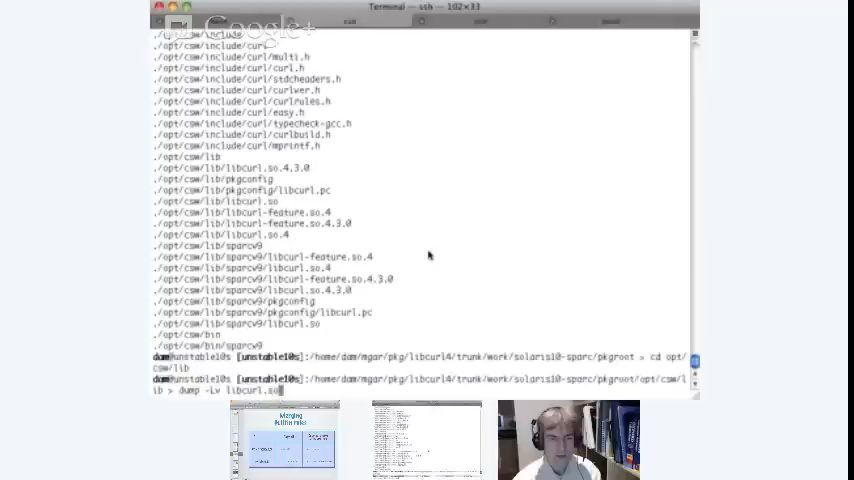 Terminal — ssh — 102×33
Google+
./opt/csw/include
./opt/csw/include/curl
./opt/csw/include/curl/multi.h
./opt/csw/include/curl/curl.h
./opt/csw/include/curl/stdcheaders.h
./opt/csw/include/curl/curlver.h
./opt/csw/include/curl/curlrules.h
./opt/csw/include/curl/easy.h
./opt/csw/include/curl/typecheck-gcc.h
./opt/csw/include/curl/curlbuild.h
./opt/csw/include/curl/mprintf.h
./opt/csw/lib
./opt/csw/lib/libcurl.so.4.3.0
./opt/csw/lib/pkgconfig
./opt/csw/lib/pkgconfig/libcurl.pc
./opt/csw/lib/libcurl.so
./opt/csw/lib/libcurl-feature.so.4
./opt/csw/lib/libcurl-feature.so.4.3.0
./opt/csw/lib/libcurl.so.4
./opt/csw/lib/sparcv9
./opt/csw/lib/sparcv9/libcurl-feature.so.4
./opt/csw/lib/sparcv9/libcurl.so.4
./opt/csw/lib/sparcv9/libcurl-feature.so.4.3.0
./opt/csw/lib/sparcv9/libcurl.so.4.3.0
./opt/csw/lib/sparcv9/pkgconfig
./opt/csw/lib/sparcv9/pkgconfig/libcurl.pc
./opt/csw/lib/sparcv9/libcurl.so
./opt/csw/bin
./opt/csw/bin/sparcv9
dam@unstable10s [unstable10s]:/home/dam/mgar/pkg/libcurl4/trunk/work/solaris10-sparc/pkgroot > cd opt/
csw/lib
dam@unstable10s [unstable10s]:/home/dam/mgar/pkg/libcurl4/trunk/work/solaris10-sparc/pkgroot/opt/csw/l
ib > dump -Lv libcurl.so
Merging